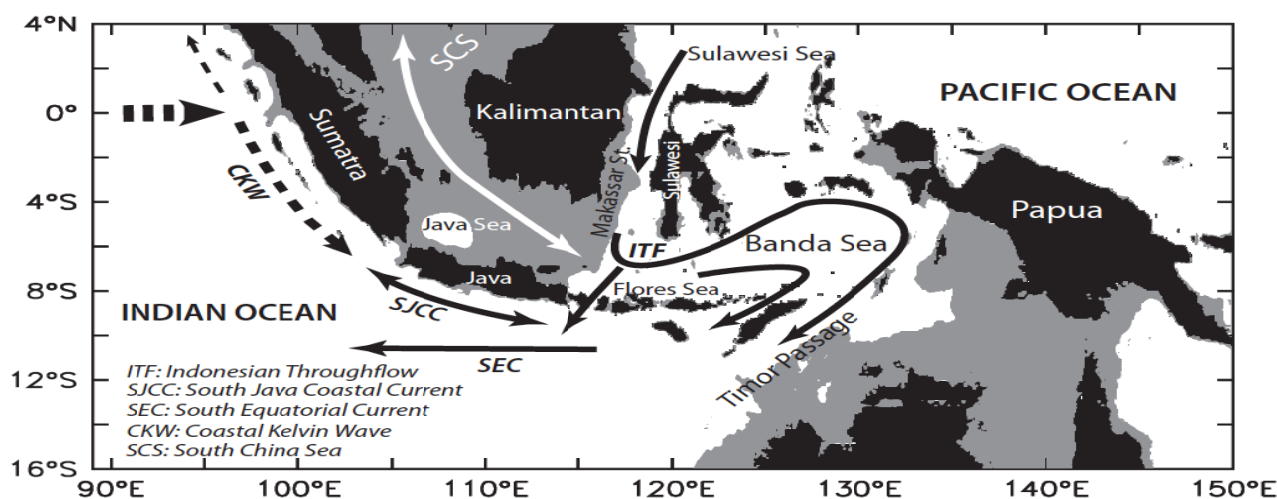 4°N
0°
4°S
8°S
12°S
16°S
SCS
Sulawesi Sea
PACIFIC OCEAN
Kalimantan
Sumatra
CKW
Makassar St.
Sulawesi
Papua
Java Sea
ITF
Banda Sea
Java
Flores Sea
INDIAN OCEAN
SJCC
SEC
Timor Passage
ITF: Indonesian Throughflow
SJCC: South Java Coastal Current
SEC: South Equatorial Current
CKW: Coastal Kelvin Wave
SCS: South China Sea
90°E 100°E 110°E 120°E 130°E 140°E 150°E